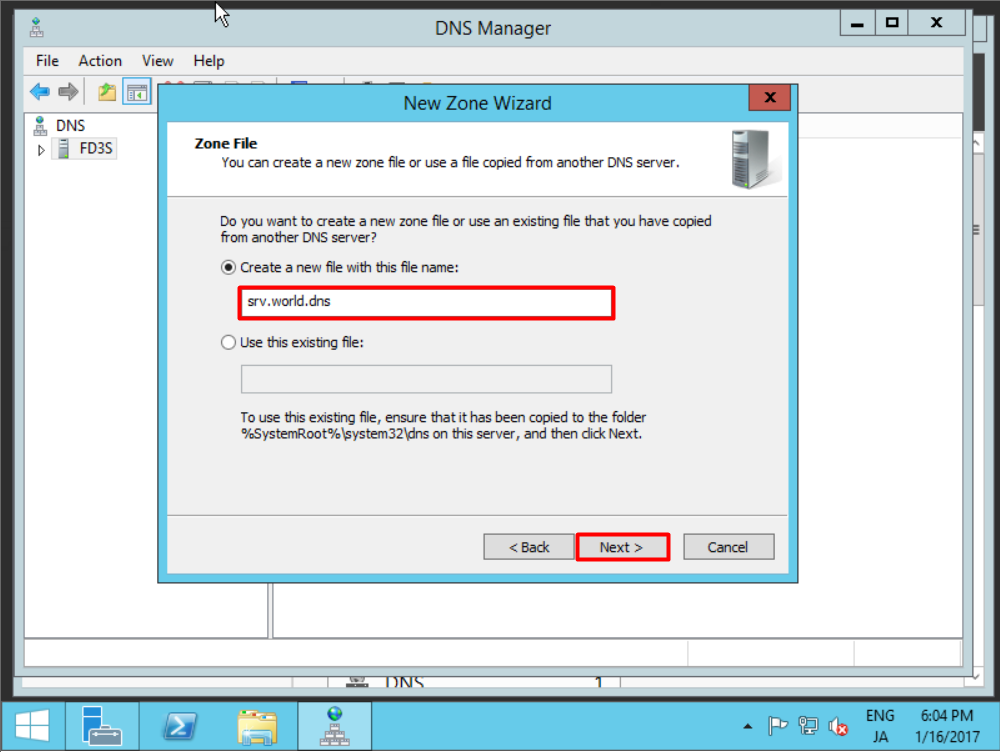 DNS Manager
File Action View Help
New Zone Wizard
DNS
FD3S
Zone File
You can create a new zone file or use a file copied from another DNS server.
Do you want to create a new zone file or use an existing file that you have copied
from another DNS server?
Create a new file with this file name:
srv.world.dns
Use this existing file:
To use this existing file, ensure that it has been copied to the folder
%SystemRoot%\system32\dns on this server, and then click Next.
< Back
Next >
Cancel
DNS 1
ENG
JA
6:04 PM
1/16/2017